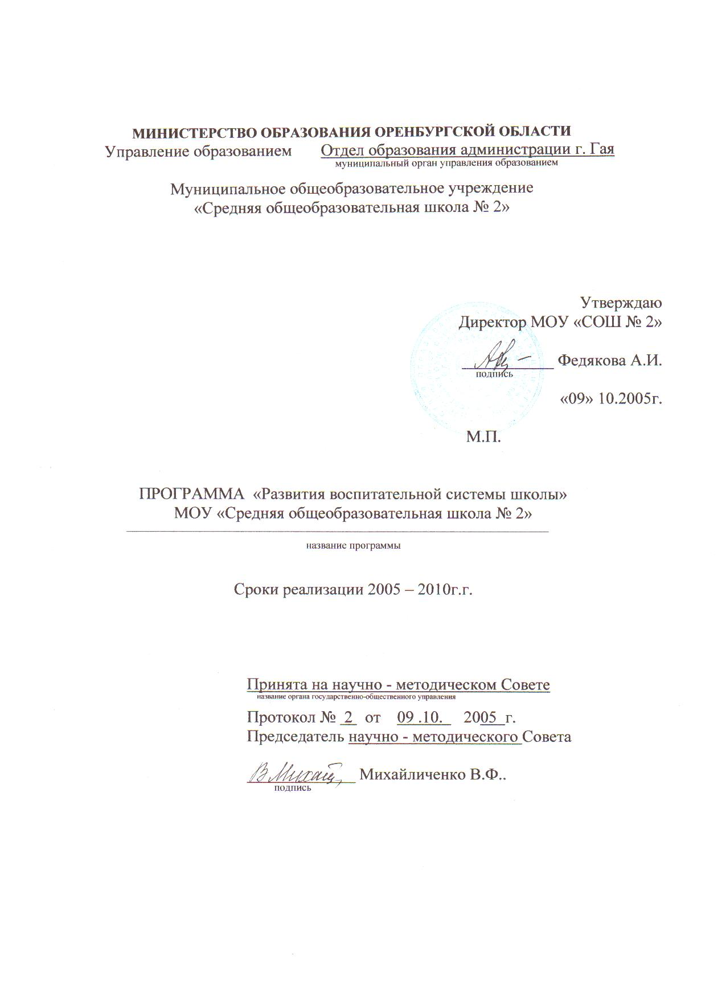 МИНИСТЕРСТВО ОБРАЗОВАНИЯ ОРЕНБУРГСКОЙ ОБЛАСТИ
Управление образованием Отдел образования администрации г. Гая
муниципальный орган управления образованием
Муниципальное общеобразовательное учреждение
«Средняя общеобразовательная школа № 2»
Утверждаю
Директор МОУ «СОШ № 2»
Федякова А.И.
подпись
«09» 10.2005г.
М.П.
ПРОГРАММА «Развития воспитательной системы школы»
МОУ «Средняя общеобразовательная школа № 2»
название программы
Сроки реализации 2005 – 2010г.г.
Принята на научно - методическом Совете
название органа государственно-общественного управления
Протокол № 2 от 09 .10. 2005 г.
Председатель научно - методического Совета
Михайличенко В.Ф..
подпись